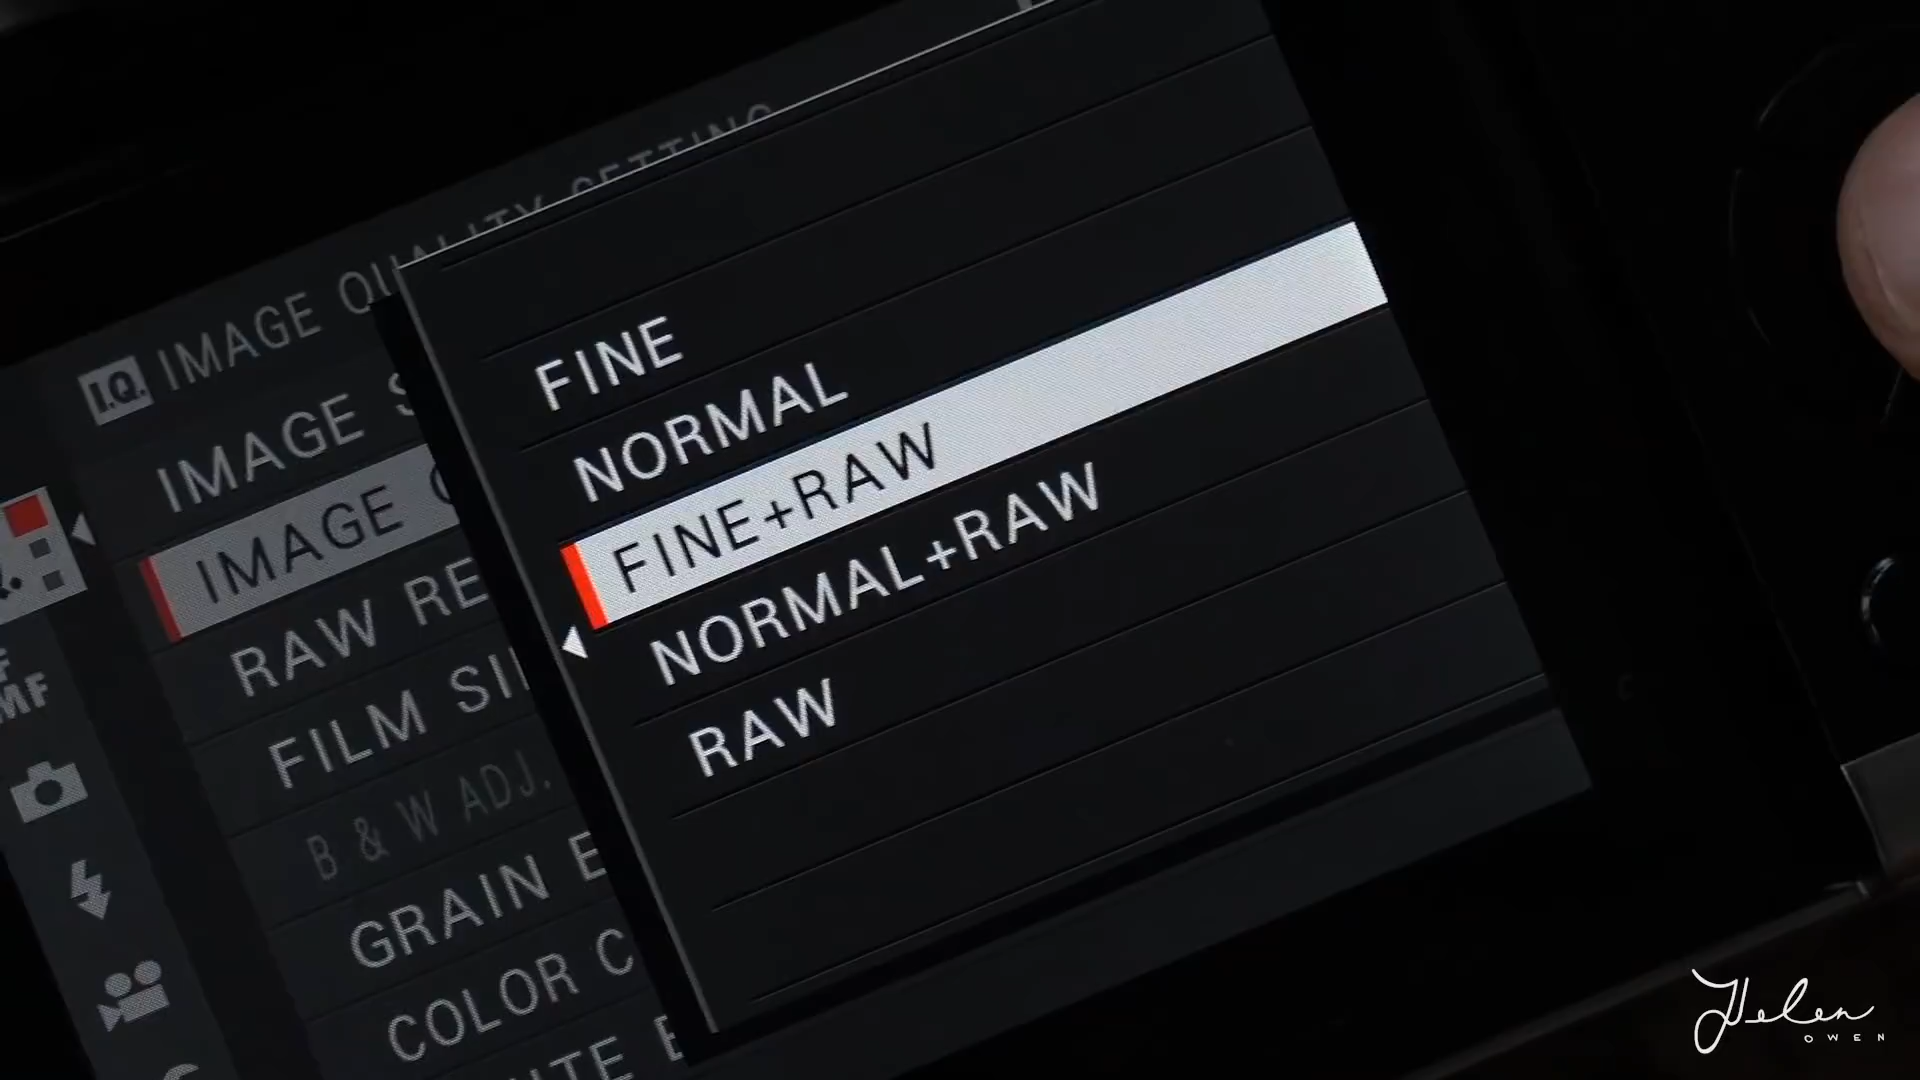 I.Q. IMAGE QUALITY SETTING
IMAGE S
IMAGE
RAW RE
FILM SI
B & W ADJ.
GRAIN E
COLOR C
MF
FINE
NORMAL
FINE+RAW
NORMAL+RAW
RAW
Helen
OWEN